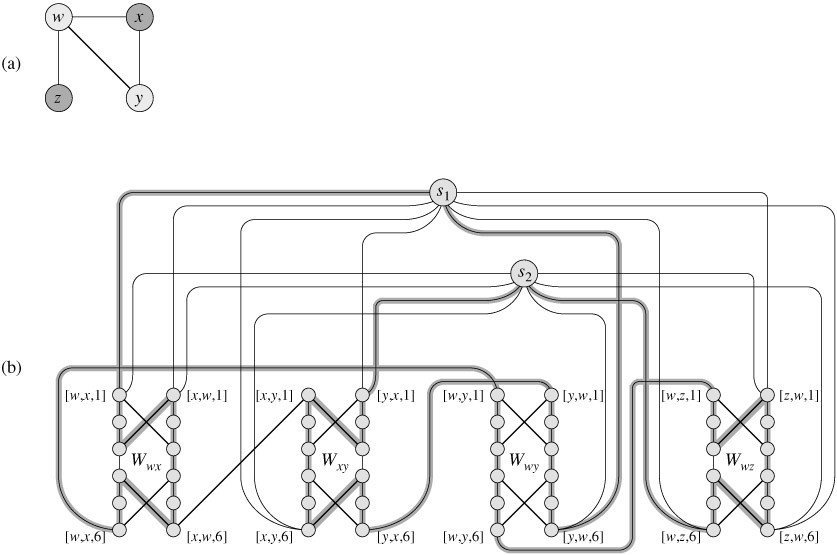 w x
(a)
z y
s1
s2
(b)
[w,x,1] [x,w,1] [x,y,1] [y,x,1] [w,y,1] [y,w,1] [w,z,1] [z,w,1]
Wwx Wxy Wwy Wwz
[w,x,6] [x,w,6] [x,y,6] [y,x,6] [w,y,6] [y,w,6] [w,z,6] [z,w,6]